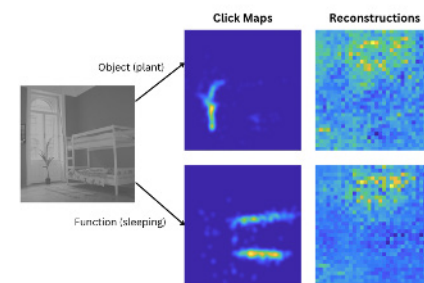 Click Maps
Reconstructions
Object (plant)
Function (sleeping)